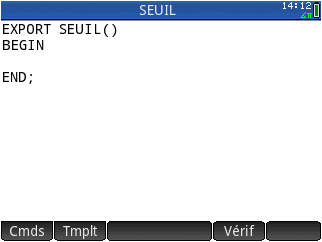 SEUIL
14:12
EXPORT SEUIL()
BEGIN
END;
Cmds Tmplt Vérif